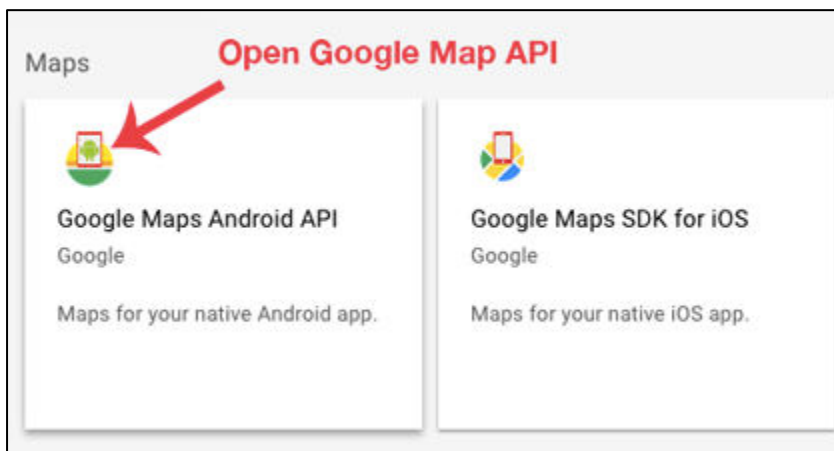 Maps
Open Google Map API
Google Maps Android API
Google
Maps for your native Android app.
Google Maps SDK for iOS
Google
Maps for your native iOS app.